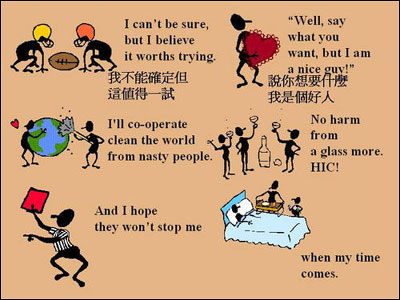 I can't be sure,
but I believe
it worths trying.
我不能確定但
這值得一試
“Well, say
what you
want, but I am
a nice guy!”
說你想要什麼
我是個好人
I'll co-operate
clean the world
from nasty people.
No harm
from
a glass more.
HIC!
And I hope
they won't stop me
when my time
comes.